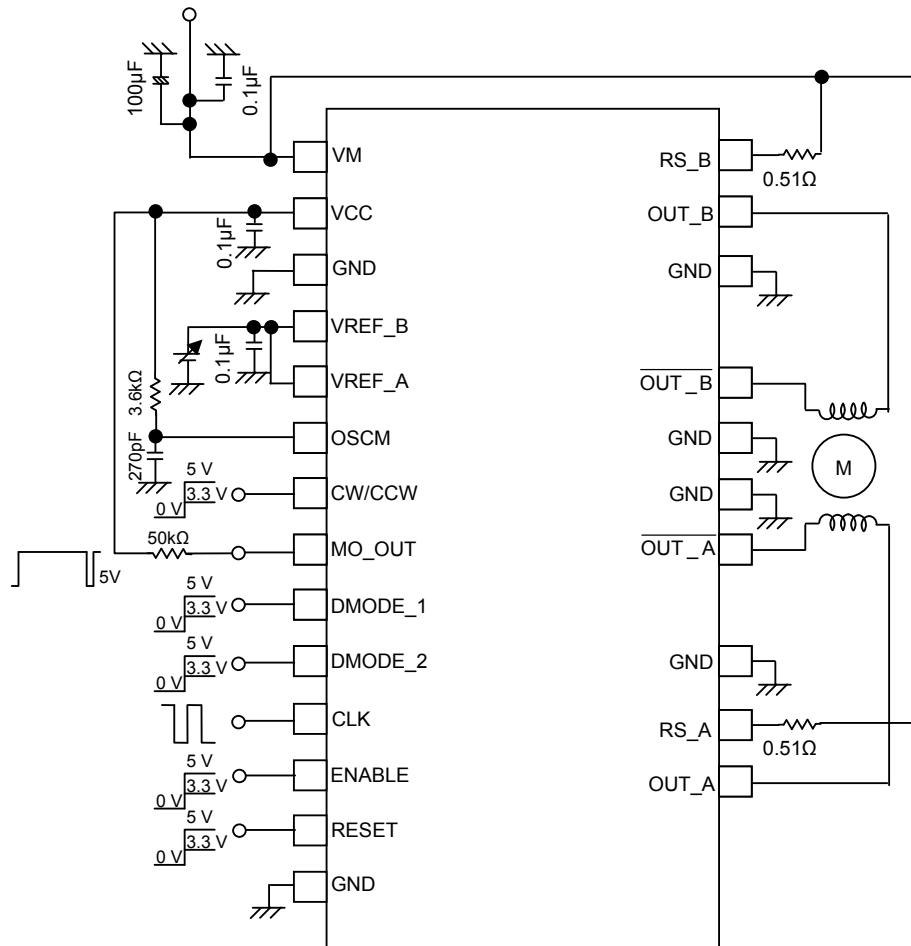 100µF
0.1µF
VM
RS_B
0.51Ω
VCC
OUT_B
0.1µF
GND
GND
VREF_B
0.1µF
VREF_A
OUT_B
3.6kΩ
OSCM
GND
270pF
5 V
3.3 V
0 V
CW/CCW
GND
M
50kΩ
MO_OUT
OUT_A
5V
5 V
3.3 V
0 V
DMODE_1
5 V
3.3 V
0 V
DMODE_2
GND
CLK
RS_A
0.51Ω
5 V
3.3 V
0 V
ENABLE
OUT_A
5 V
3.3 V
0 V
RESET
GND